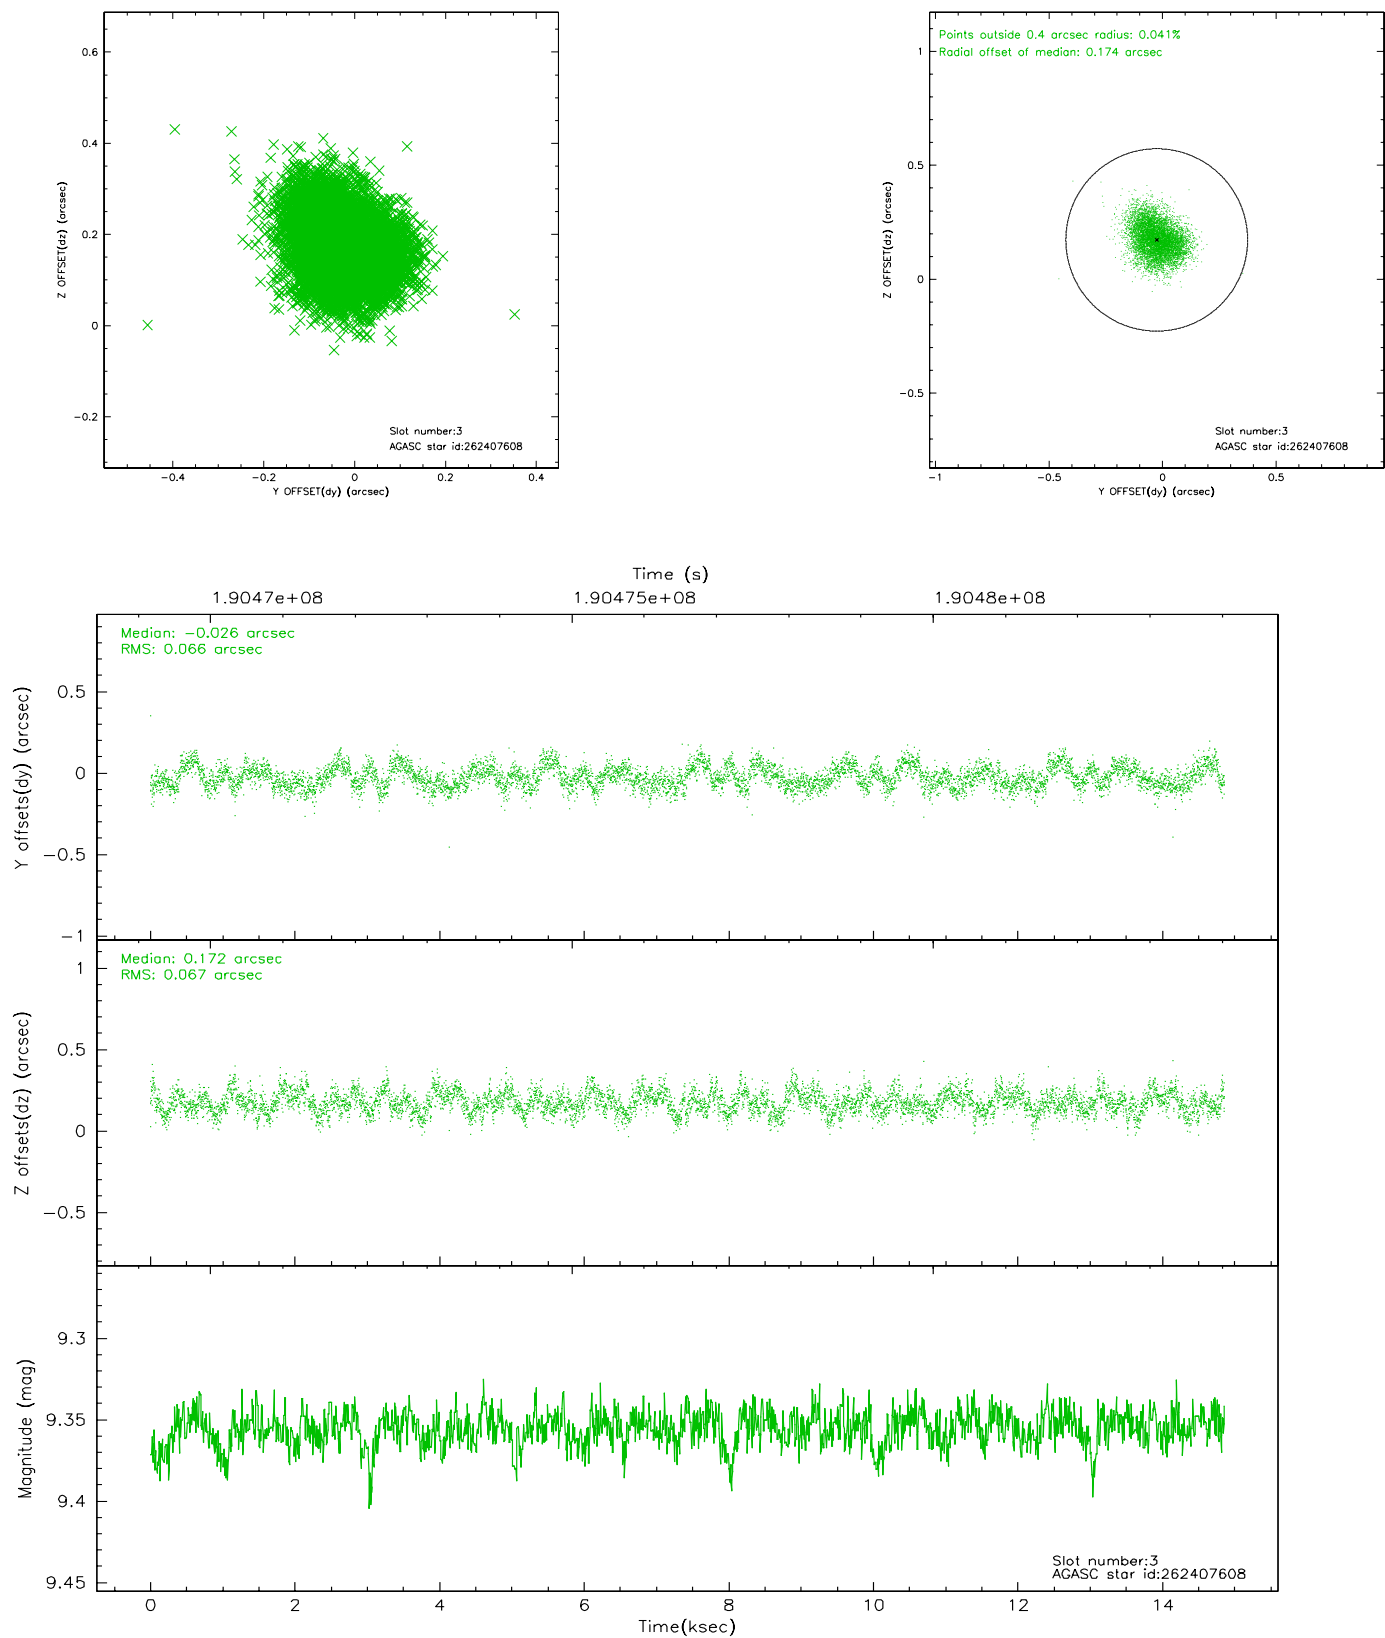 0.6
0.4
0.2
0
−0.2
Z OFFSET(dz) (arcsec)
Slot number:3
AGASC star id:262407608
−0.4 −0.2 0 0.2 0.4
Y OFFSET(dy) (arcsec)
Points outside 0.4 arcsec radius: 0.041%
Radial offset of median: 0.174 arcsec
1
0.5
0
−0.5
Z OFFSET(dz) (arcsec)
Slot number:3
AGASC star id:262407608
−1 −0.5 0 0.5
Y OFFSET(dy) (arcsec)
Time (s)
1.9047e+08 1.90475e+08 1.9048e+08
Median: −0.026 arcsec
RMS: 0.066 arcsec
0.5
0
−0.5
−1
Y offsets(dy) (arcsec)
Median: 0.172 arcsec
RMS: 0.067 arcsec
1
0.5
0
−0.5
Z offsets(dz) (arcsec)
9.3
9.35
9.4
9.45
Magnitude (mag)
Slot number:3
AGASC star id:262407608
0 2 4 6 8 10 12 14
Time(ksec)